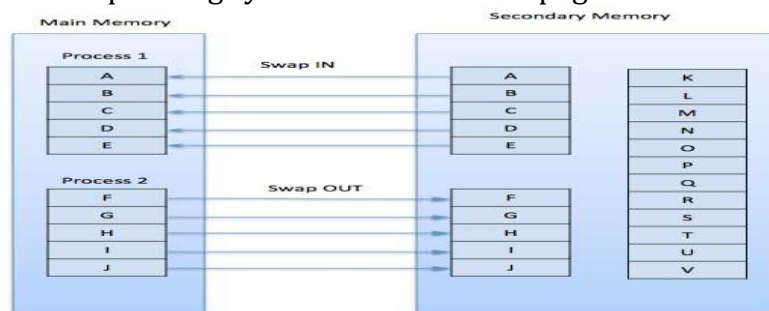 Main Memory
Secondary Memory
Process 1
A
B
C
D
E
Swap IN
A
B
C
D
E
Process 2
F
G
H
I
J
Swap OUT
F
G
H
I
J
K
L
M
N
O
P
Q
R
S
T
U
V